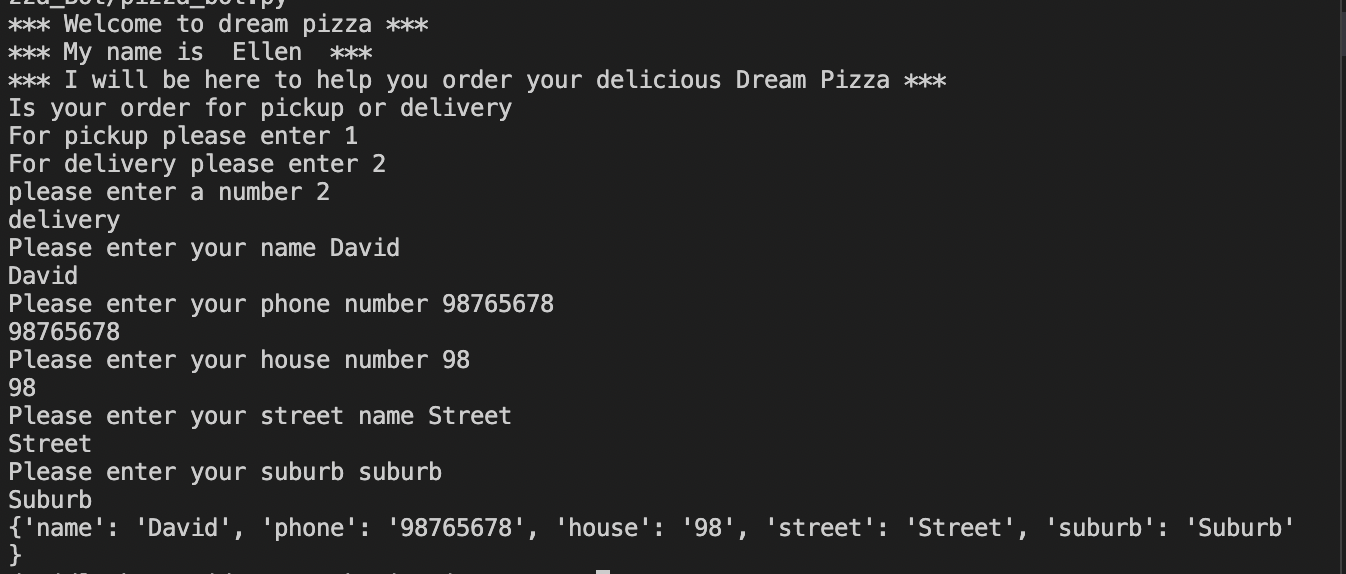 *** Welcome to dream pizza ***
*** My name is  Ellen  ***
*** I will be here to help you order your delicious Dream Pizza ***
Is your order for pickup or delivery
For pickup please enter 1
For delivery please enter 2
please enter a number 2
delivery
Please enter your name David
David
Please enter your phone number 98765678
98765678
Please enter your house number 98
98
Please enter your street name Street
Street
Please enter your suburb suburb
Suburb
{'name': 'David', 'phone': '98765678', 'house': '98', 'street': 'Street', 'suburb': 'Suburb'
}